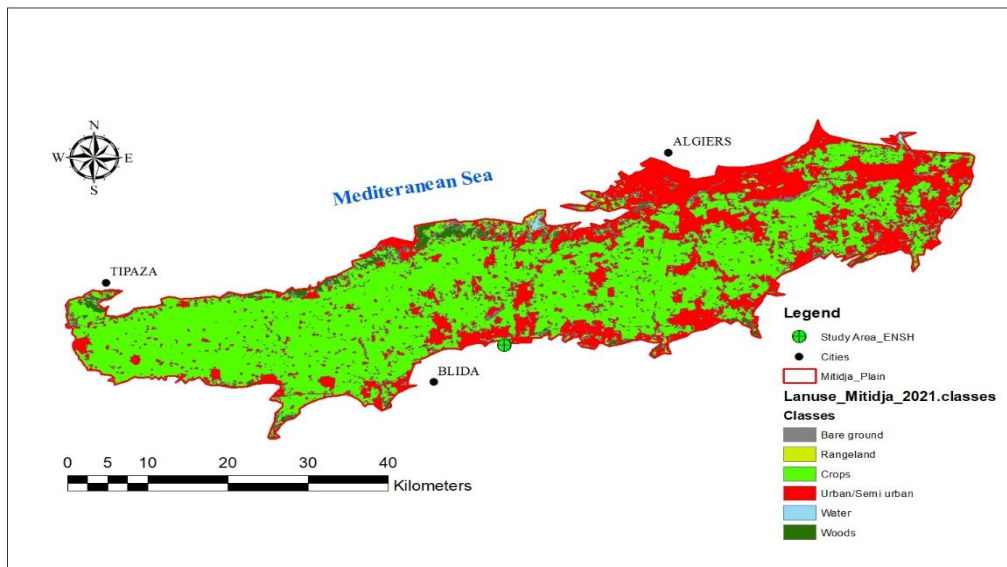 N
W
E
S
ALGIERS
Mediteranean Sea
TIPAZA
BLIDA
Legend
Study Area_ENSH
Cities
Mitidja_Plain
Lanuse_Mitidja_2021.classes
Classes
Bare ground
Rangeland
Crops
Urban/Semi urban
Water
Woods
0 5 10 20 30 40
Kilometers